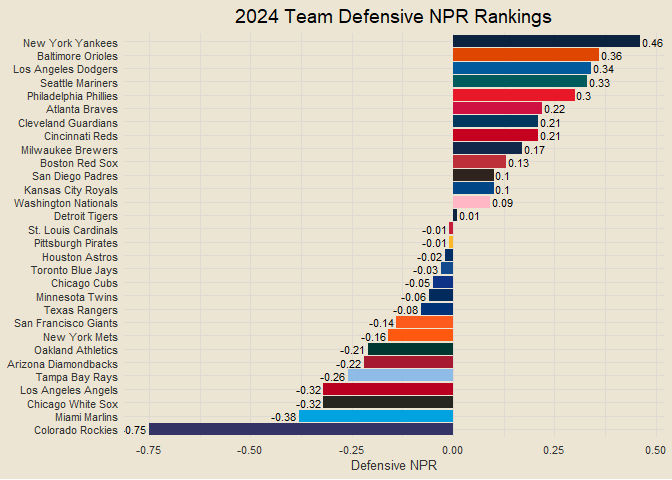 2024 Team Defensive NPR Rankings
New York Yankees 0.46
Baltimore Orioles 0.36
Los Angeles Dodgers 0.34
Seattle Mariners 0.33
Philadelphia Phillies 0.3
Atlanta Braves 0.22
Cleveland Guardians 0.21
Cincinnati Reds 0.21
Milwaukee Brewers 0.17
Boston Red Sox 0.13
San Diego Padres 0.1
Kansas City Royals 0.1
Washington Nationals 0.09
Detroit Tigers 0.01
St. Louis Cardinals -0.01
Pittsburgh Pirates -0.01
Houston Astros -0.02
Toronto Blue Jays -0.03
Chicago Cubs -0.05
Minnesota Twins -0.06
Texas Rangers -0.08
San Francisco Giants -0.14
New York Mets -0.16
Oakland Athletics -0.21
Arizona Diamondbacks -0.22
Tampa Bay Rays -0.26
Los Angeles Angels -0.32
Chicago White Sox -0.32
Miami Marlins -0.38
Colorado Rockies -0.75
-0.75 -0.50 -0.25 0.00 0.25 0.50
Defensive NPR